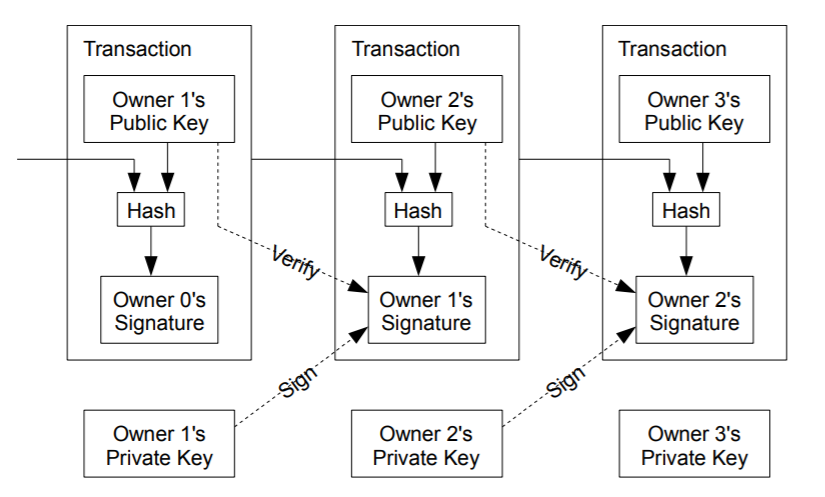 Transaction
Transaction
Transaction
Owner 1's
Public Key
Owner 2's
Public Key
Owner 3's
Public Key
Hash
Hash
Hash
Verify
Verify
Owner 0's
Signature
Owner 1's
Signature
Owner 2's
Signature
Sign
Sign
Owner 1's
Private Key
Owner 2's
Private Key
Owner 3's
Private Key